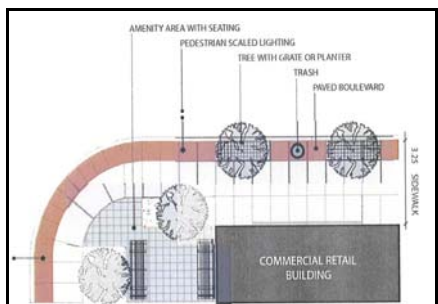 AMENITY AREA WITH SEATING
PEDESTRIAN SCALED LIGHTING
TREE WITH GRATE OR PLANTER
TRASH
PAVED BOULEVARD
3.25 SIDEWALK
COMMERCIAL RETAIL
BUILDING